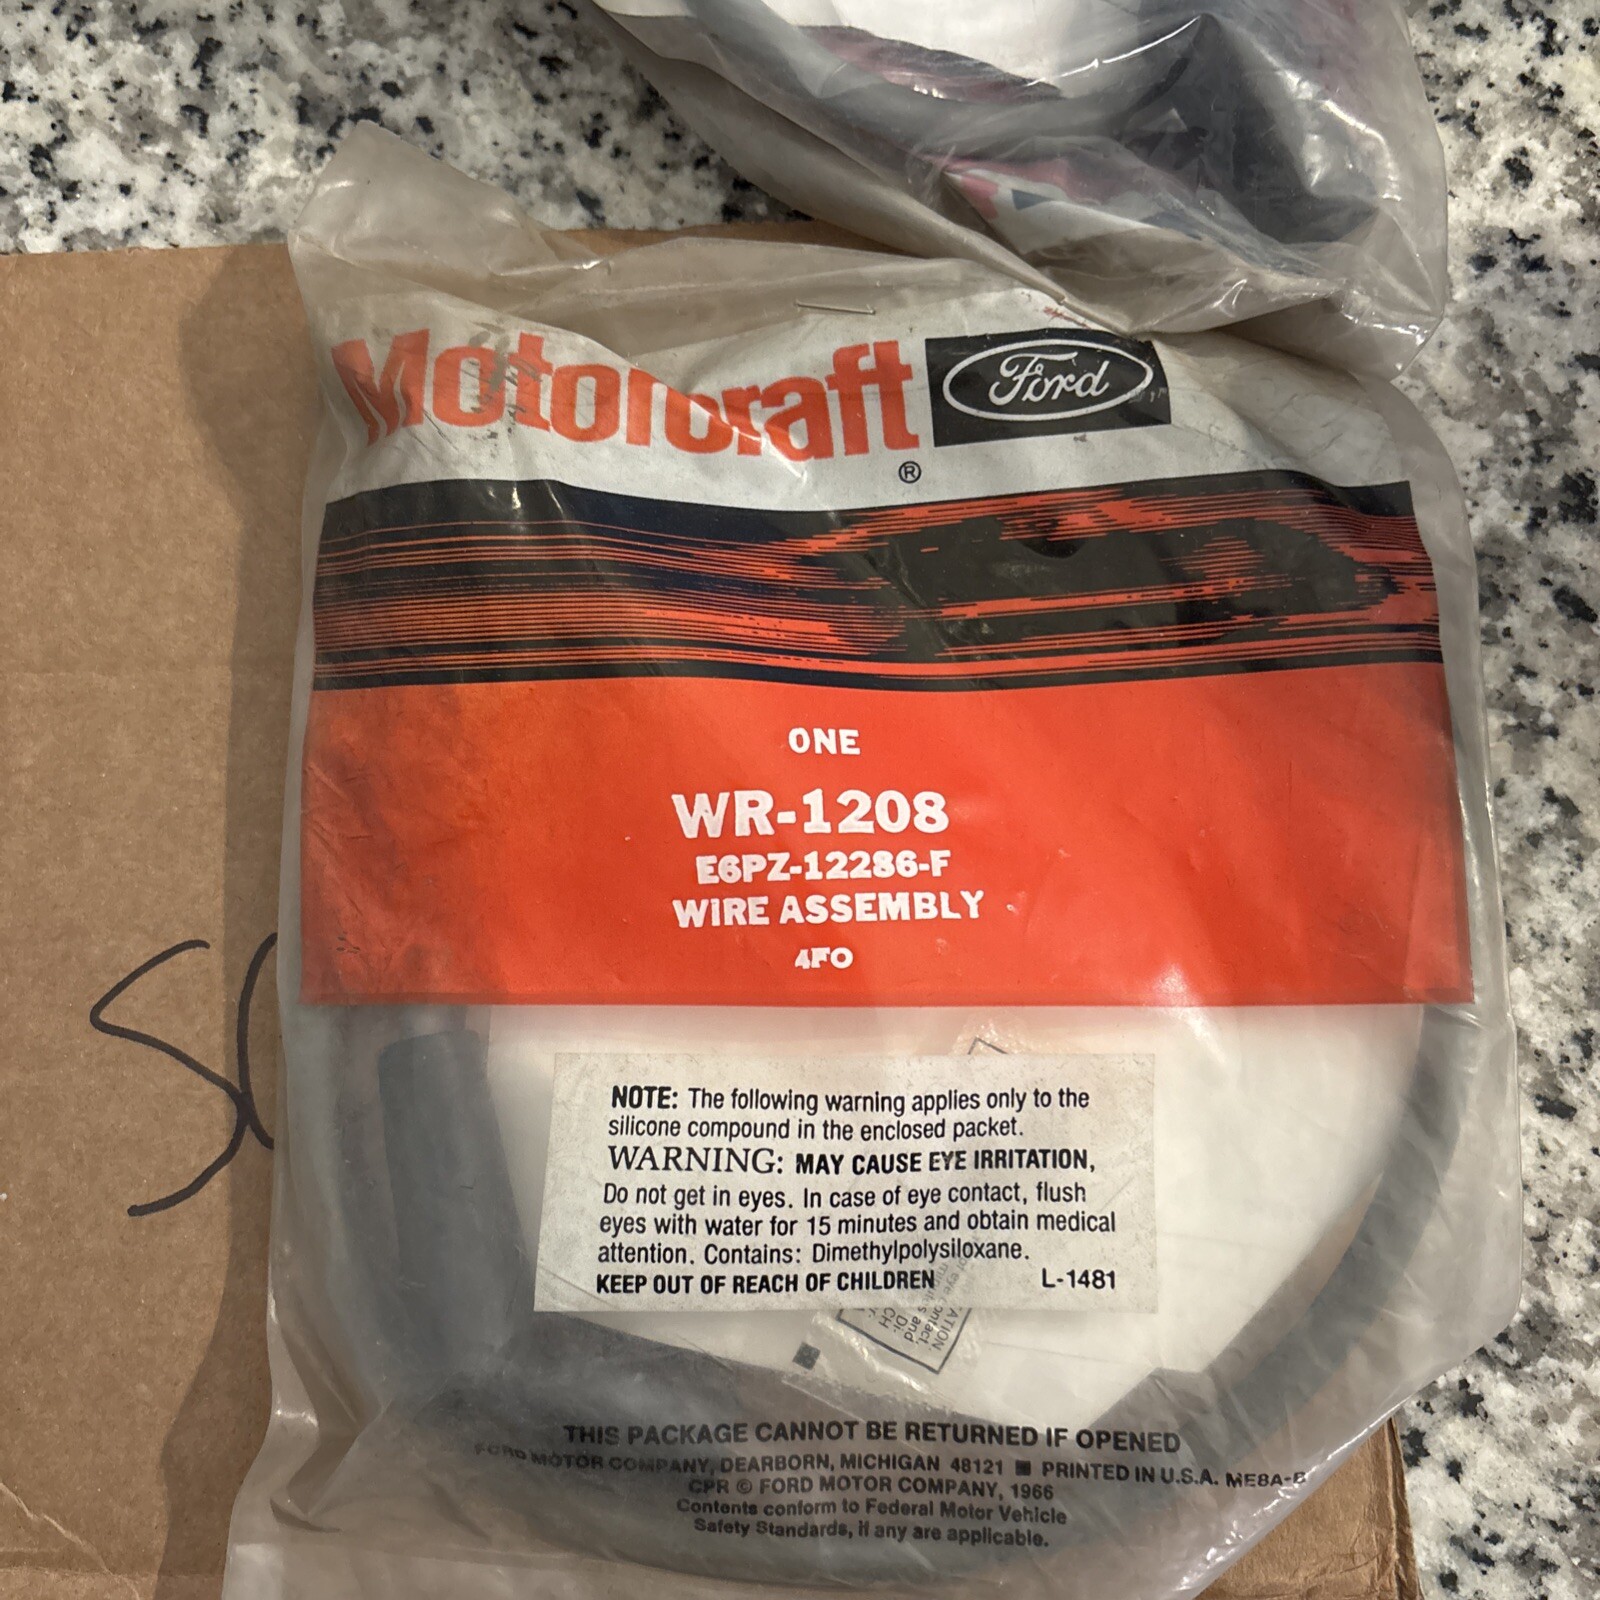 Motorcraft Ford
®
ONE
WR-1208
E6PZ-12286-F
WIRE ASSEMBLY
4FO
NOTE: The following warning applies only to the
silicone compound in the enclosed packet.
WARNING: MAY CAUSE EYE IRRITATION,
Do not get in eyes. In case of eye contact, flush
eyes with water for 15 minutes and obtain medical
attention. Contains: Dimethylpolysiloxane.
KEEP OUT OF REACH OF CHILDREN L-1481
THIS PACKAGE CANNOT BE RETURNED IF OPENED
FORD MOTOR COMPANY, DEARBORN, MICHIGAN 48121 ■ PRINTED IN U.S.A. ME8A-B
CPR © FORD MOTOR COMPANY, 1966
Contents conform to Federal Motor Vehicle
Safety Standards, if any are applicable.